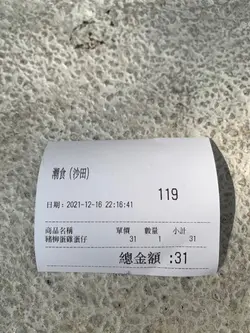 潮食 (沙田)
119
日期：2021-12-16 22:16:41
商品名稱 單價 數量 小計
豬柳蛋雞蛋仔 31 1 31
總金額 :31